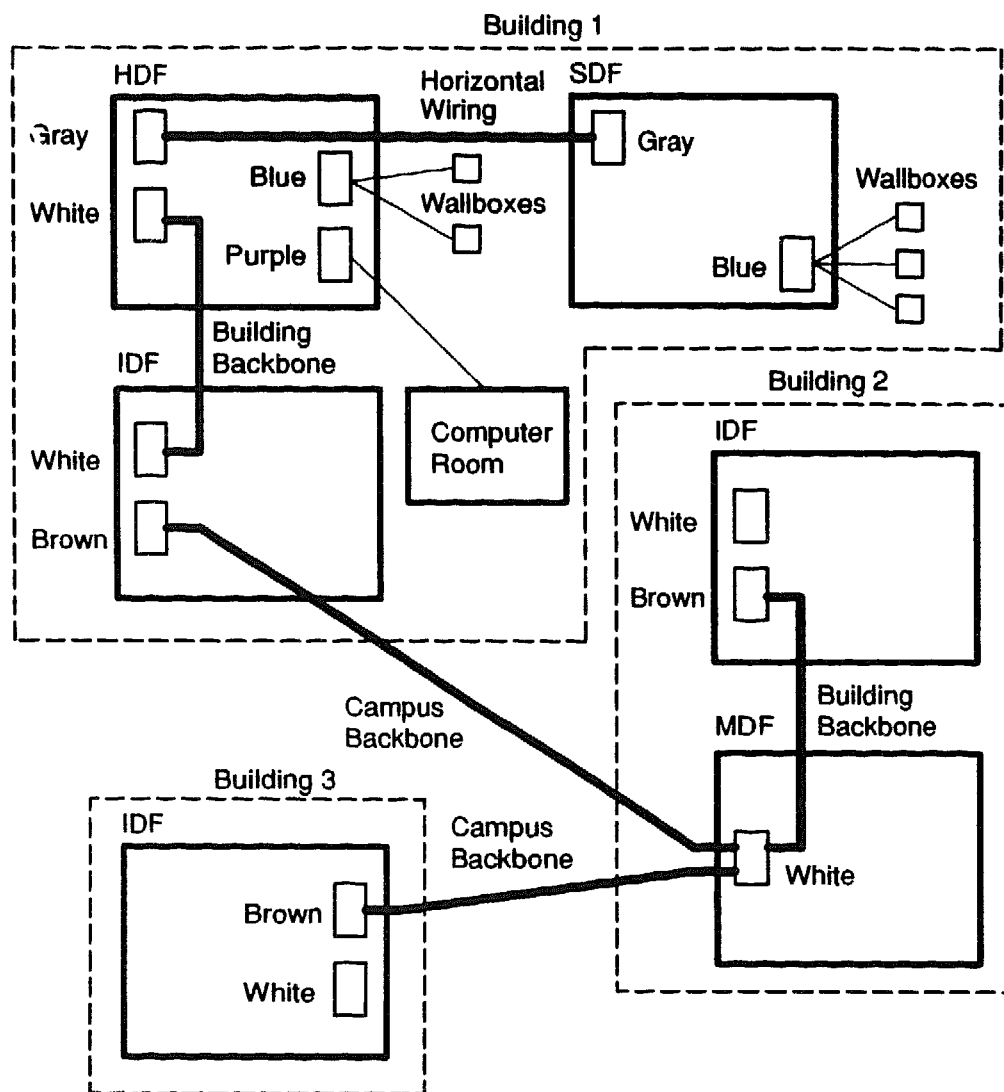 Building 1
HDF
Horizontal
Wiring
SDF
Gray
Gray
Blue
Wallboxes
Wallboxes
White
Purple
Blue
Building
Backbone
IDF
Computer
Room
White
Brown
Building 2
IDF
White
Brown
Building
Backbone
MDF
Campus
Backbone
Building 3
IDF
Campus
Backbone
White
Brown
White